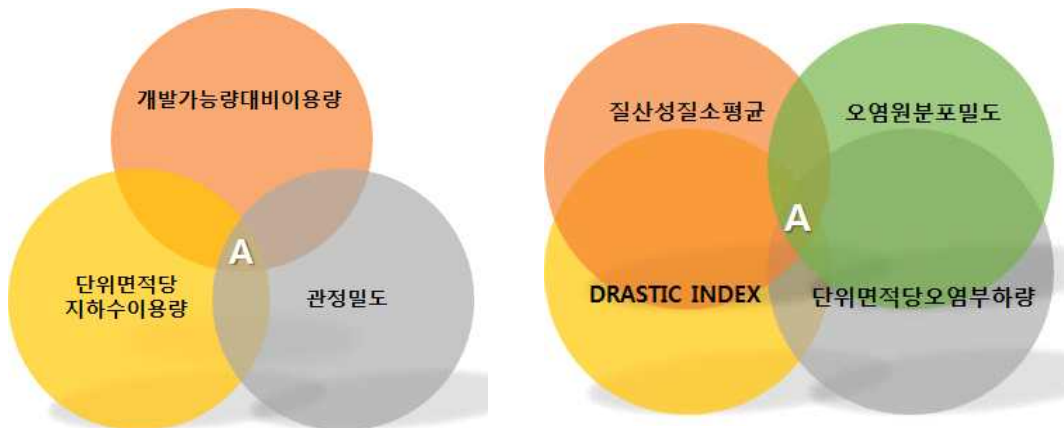 개발가능량대비이용량
A
단위면적당
지하수이용량
관정밀도
질산성질소평균
오염원분포밀도
A
DRASTIC INDEX
단위면적당오염부하량